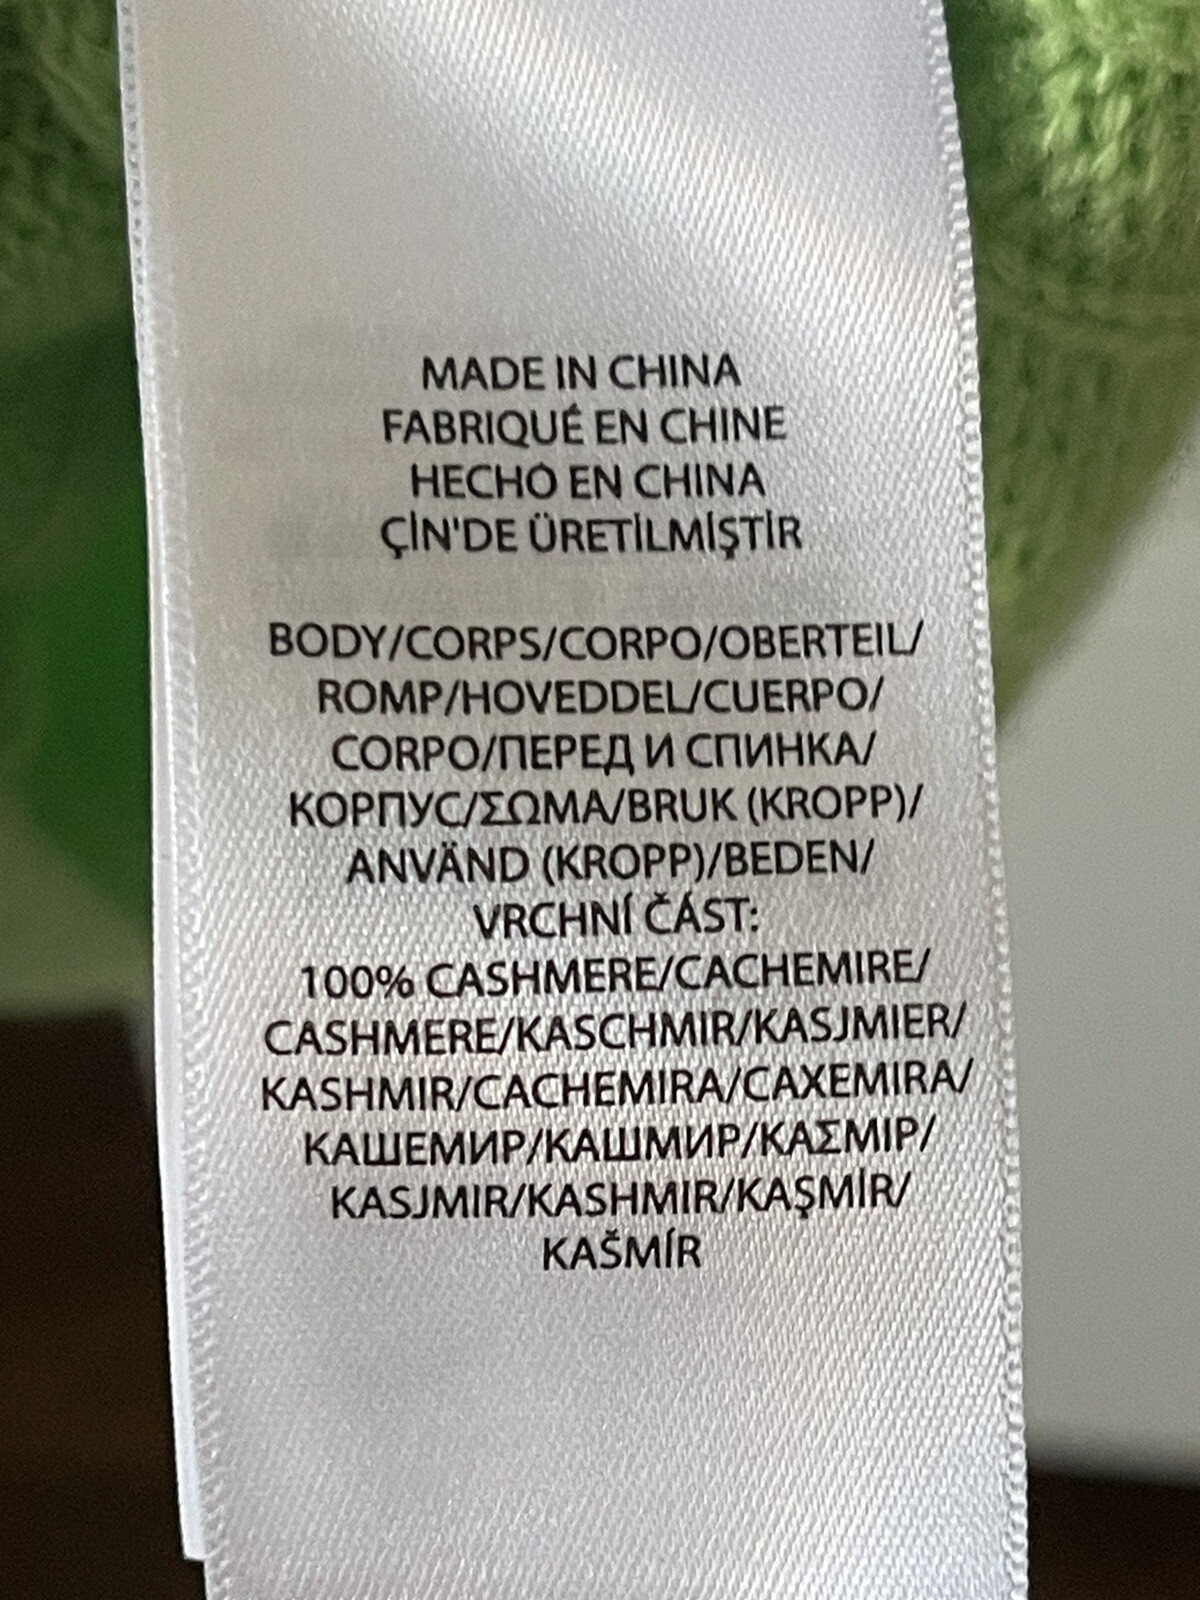 MADE IN CHINA
FABRIQUÉ EN CHINE
HECHO EN CHINA
ÇİN'DE ÜRETİLMİŞTİR
BODY/CORPS/CORPO/OBERTEIL/
ROMP/HOVEDDEL/CUERPO/
CORPO/ПЕРЕД И СПИНКА/
КОРПУС/ΣΩΜΑ/BRUK (KROPP)/
ANVÄND (KROPP)/BEDEN/
VRCHNÍ ČÁST:
100% CASHMERE/CACHEMIRE/
CASHMERE/KASCHMIR/KASJMIER/
KASHMIR/CACHEMIRA/CAXEMIRA/
КАШЕМИР/КАШМИР/ΚΑΣΜΙΡ/
KASJMIR/KASHMIR/KAŞMİR/
KAŠMÍR